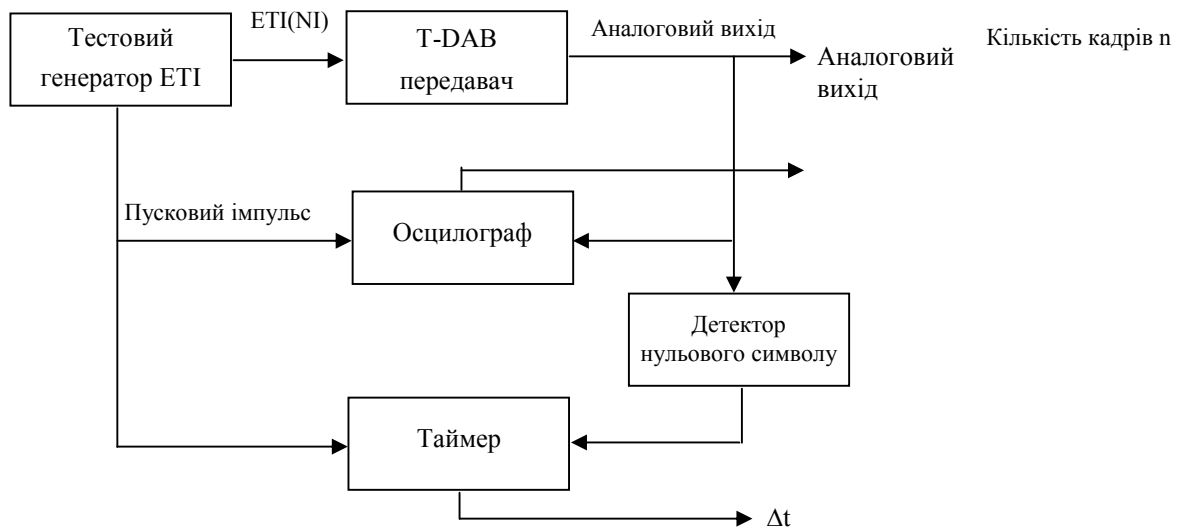 Тестовий
генератор ETI
ETI(NI)
T-DAB
передавач
Аналоговий вихід
Аналоговий
вихід
Кількість кадрів n
Пусковий імпульс
Осцилограф
Детектор
нульового символу
Таймер
Δt